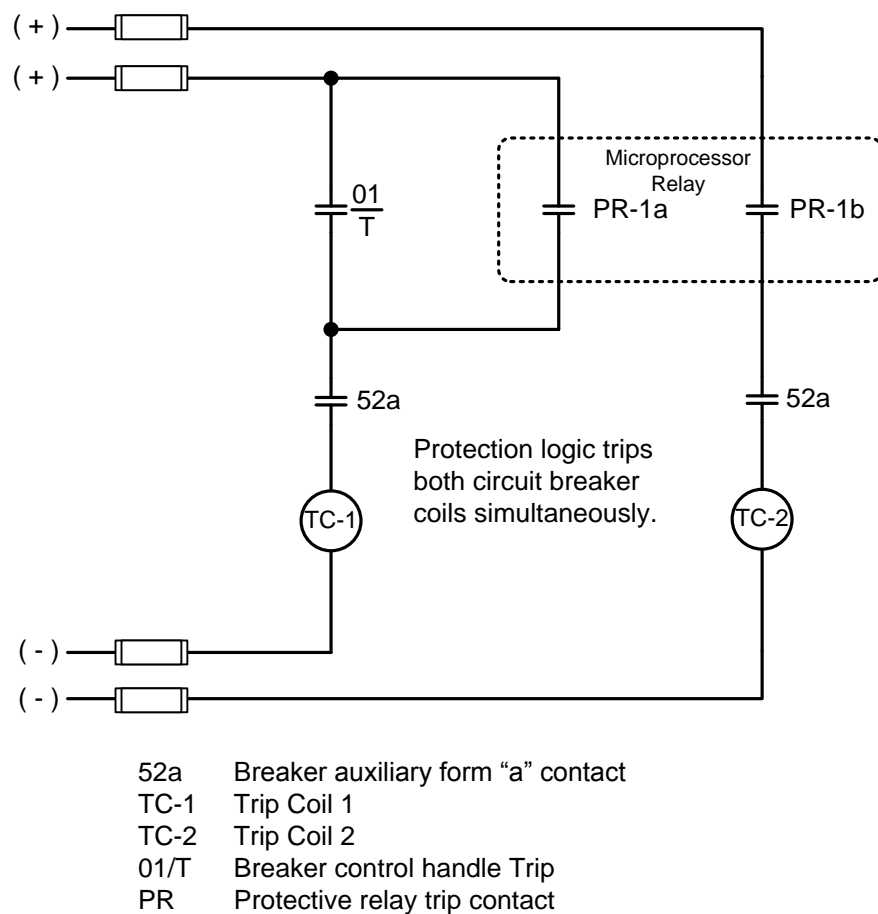 ( + )
( + )
Microprocessor
Relay
01
T
PR-1a
PR-1b
52a
52a
Protection logic trips
both circuit breaker
coils simultaneously.
TC-1
TC-2
( - )
( - )
52a Breaker auxiliary form “a” contact
TC-1 Trip Coil 1
TC-2 Trip Coil 2
01/T Breaker control handle Trip
PR Protective relay trip contact